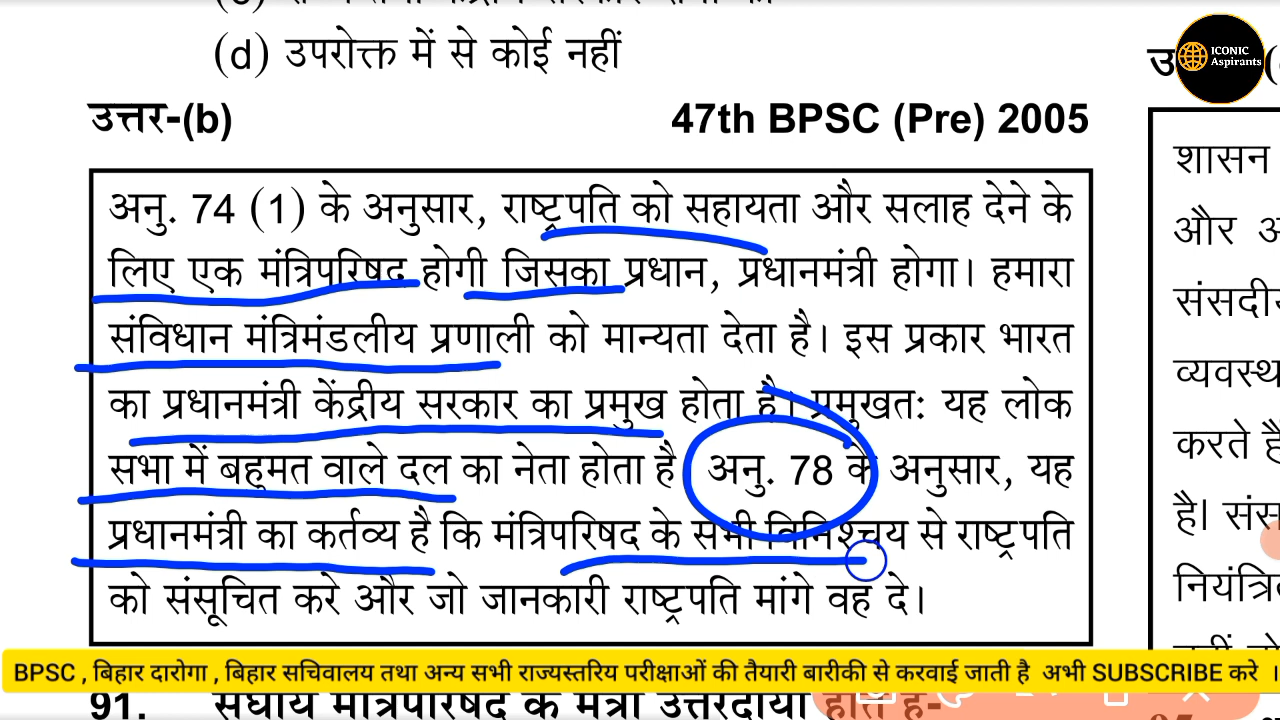 (d) उपरोक्त में से कोई नहीं
उत्तर-(b) 47th BPSC (Pre) 2005
अनु. 74 (1) के अनुसार, राष्ट्रपति को सहायता और सलाह देने के
लिए एक मंत्रिपरिषद होगी जिसका प्रधान, प्रधानमंत्री होगा। हमारा
संविधान मंत्रिमंडलीय प्रणाली को मान्यता देता है। इस प्रकार भारत
का प्रधानमंत्री केंद्रीय सरकार का प्रमुख होता है। प्रमुखत: यह लोक
सभा में बहुमत वाले दल का नेता होता है अनु. 78 के अनुसार, यह
प्रधानमंत्री का कर्तव्य है कि मंत्रिपरिषद के सभी विनिश्चय से राष्ट्रपति
को संसूचित करे और जो जानकारी राष्ट्रपति मांगे वह दे।
ICONIC
Aspirants
शासन
और
व्यवस्थ
करते
है।
BPSC , बिहार दारोगा , बिहार सचिवालय तथा अन्य सभी राज्यस्तरिय परीक्षाओं की तैयारी बारीकी से करवाई जाती है अभी SUBSCRIBE करे ।
91. संघीय मंत्रिपरिषद के मंत्री उत्तरदायी होते है-